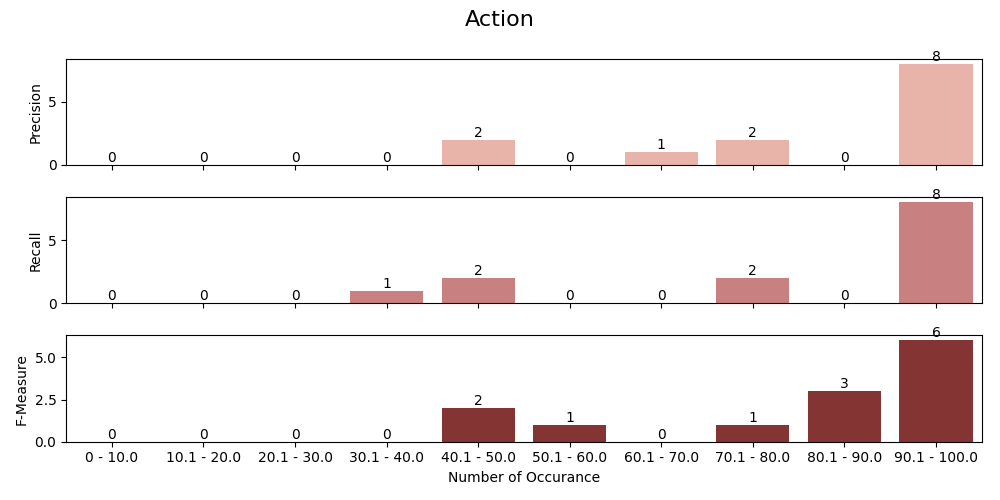 Action
Precision
5
0
0 0 0 0 2 0 1 2 0 8
Recall
5
0
0 0 0 1 2 0 0 2 0 8
F-Measure
5.0
2.5
0.0
0 0 0 0 2 1 0 1 3 6
0 - 10.0 10.1 - 20.0 20.1 - 30.0 30.1 - 40.0 40.1 - 50.0 50.1 - 60.0 60.1 - 70.0 70.1 - 80.0 80.1 - 90.0 90.1 - 100.0
Number of Occurance